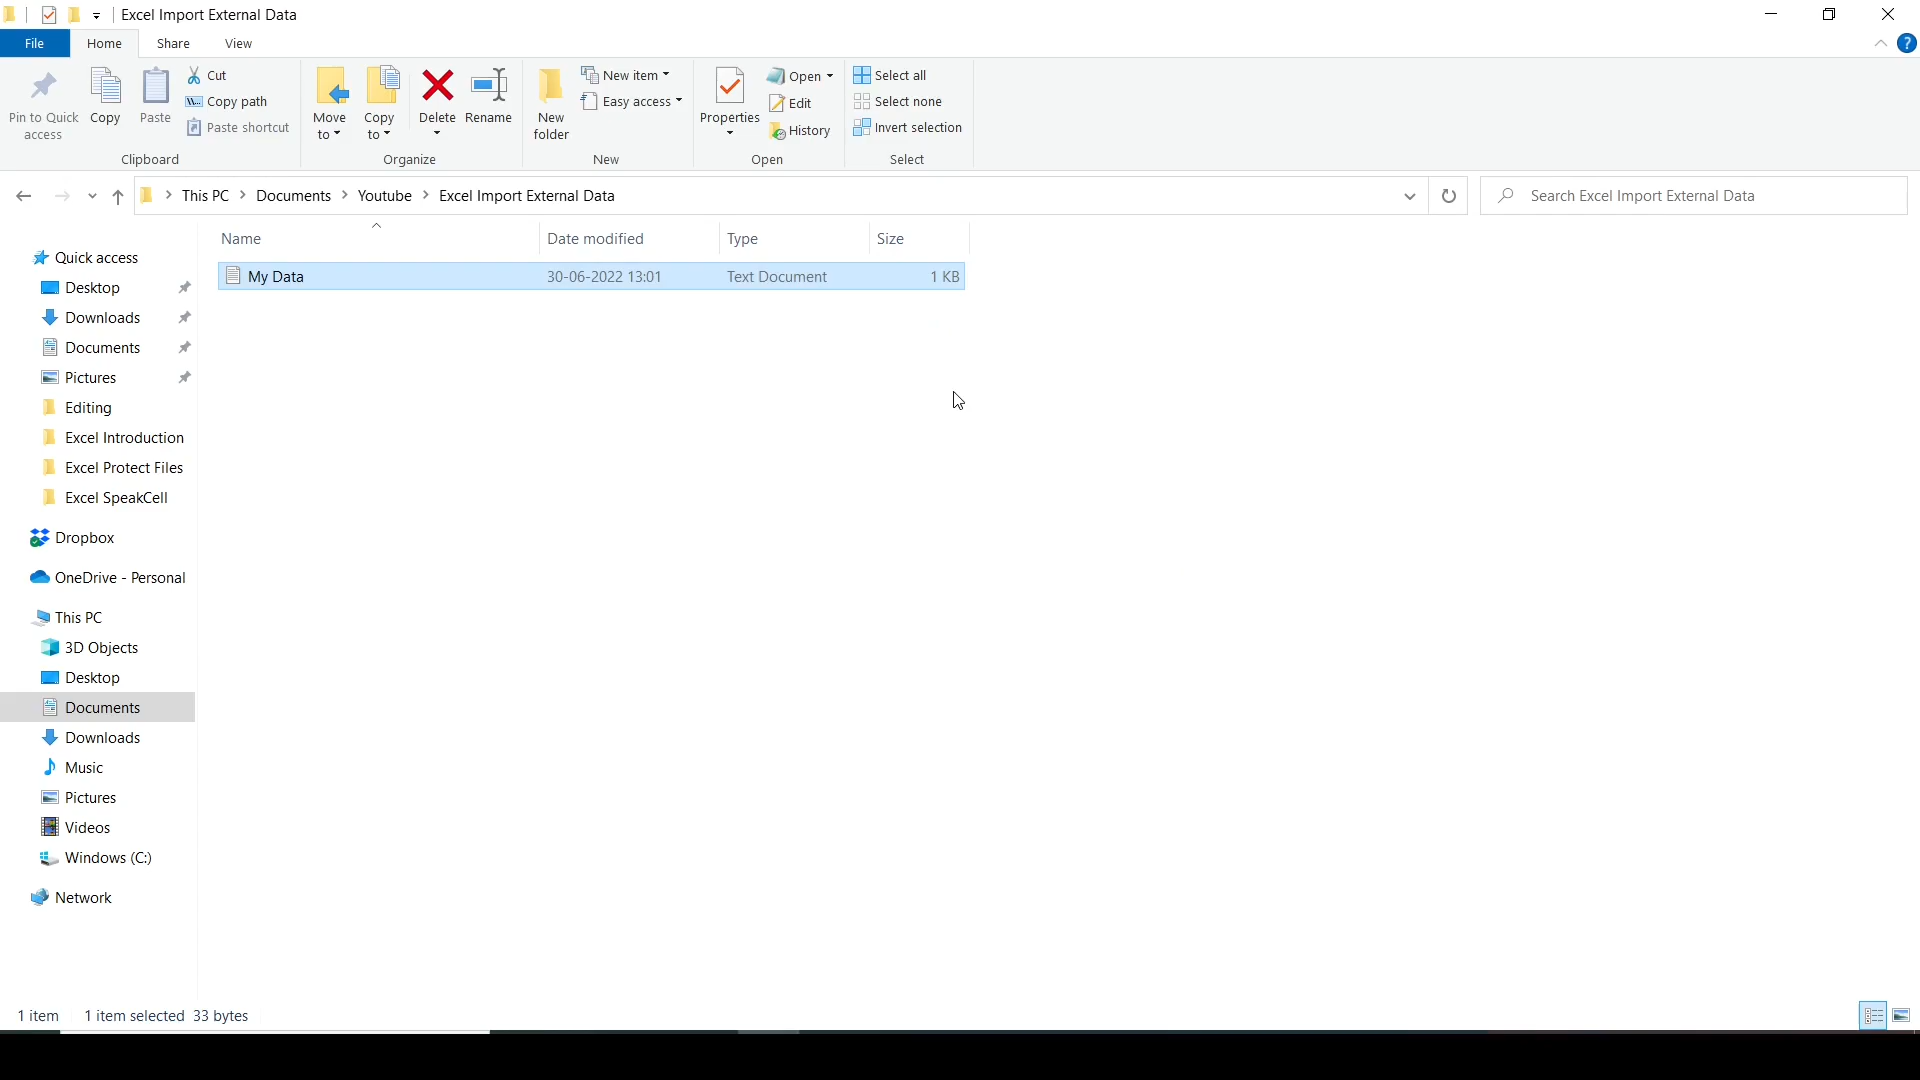 Excel Import External Data
File Home Share View
?
Pin to Quick access
Copy
Paste
Cut
Copy path
Paste shortcut
Clipboard
Move to
Copy to
Delete
Rename
Organize
New folder
New item
Easy access
New
Properties
Open
Edit
History
Open
Select all
Select none
Invert selection
Select
This PC > Documents > Youtube > Excel Import External Data
Search Excel Import External Data
Name Date modified Type Size
My Data 30-06-2022 13:01 Text Document 1 KB
Quick access
Desktop
Downloads
Documents
Pictures
Editing
Excel Introduction
Excel Protect Files
Excel SpeakCell
Dropbox
OneDrive - Personal
This PC
3D Objects
Desktop
Documents
Downloads
Music
Pictures
Videos
Windows (C:)
Network
1 item 1 item selected 33 bytes